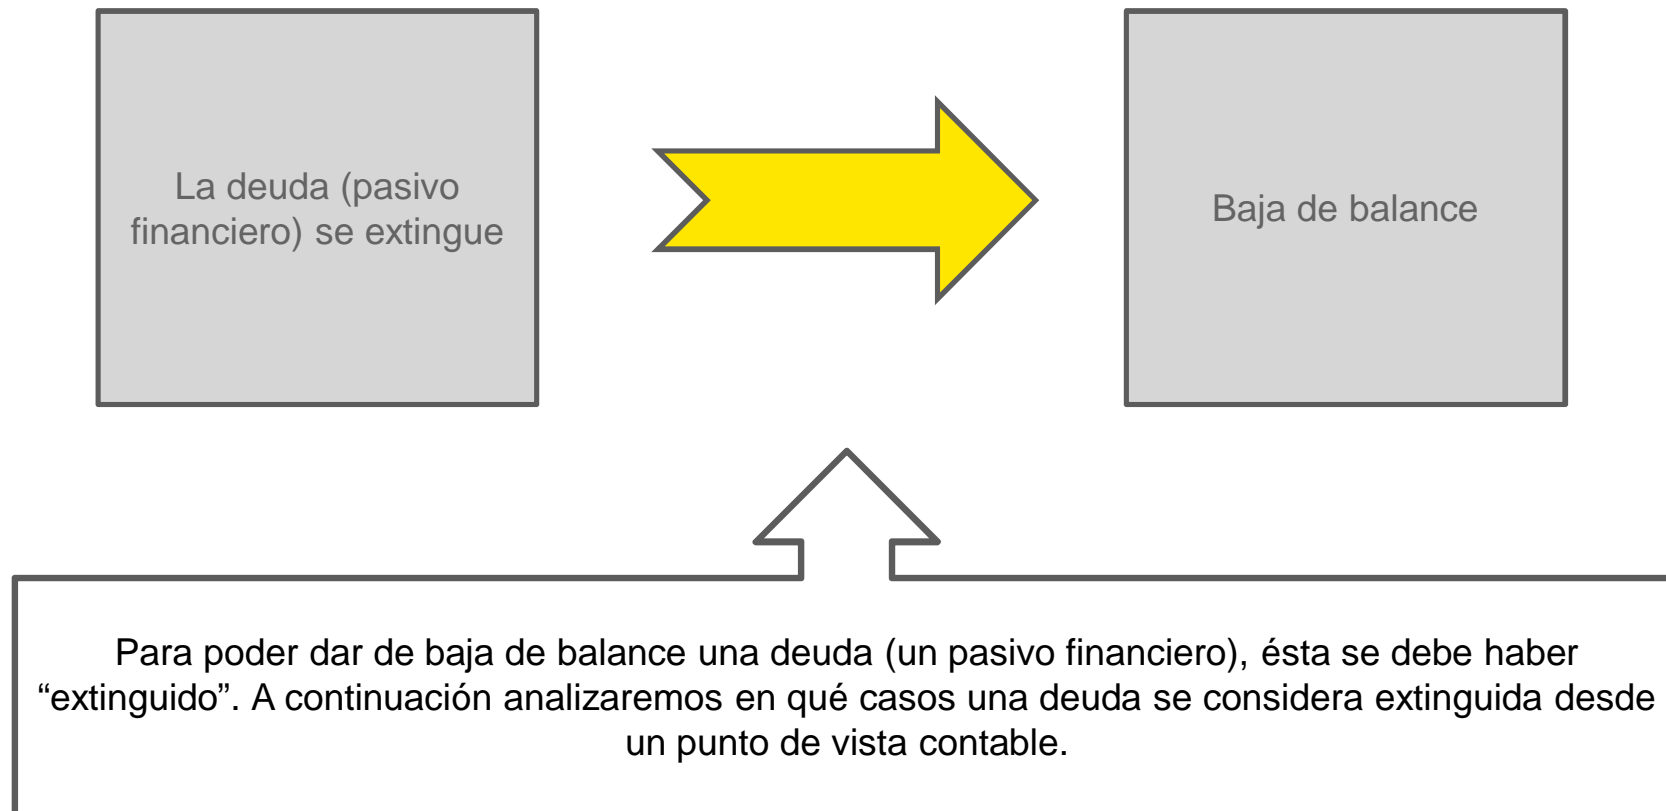 La deuda (pasivo
financiero) se extingue
Baja de balance
Para poder dar de baja de balance una deuda (un pasivo financiero), ésta se debe haber
“extinguido”. A continuación analizaremos en qué casos una deuda se considera extinguida desde
un punto de vista contable.